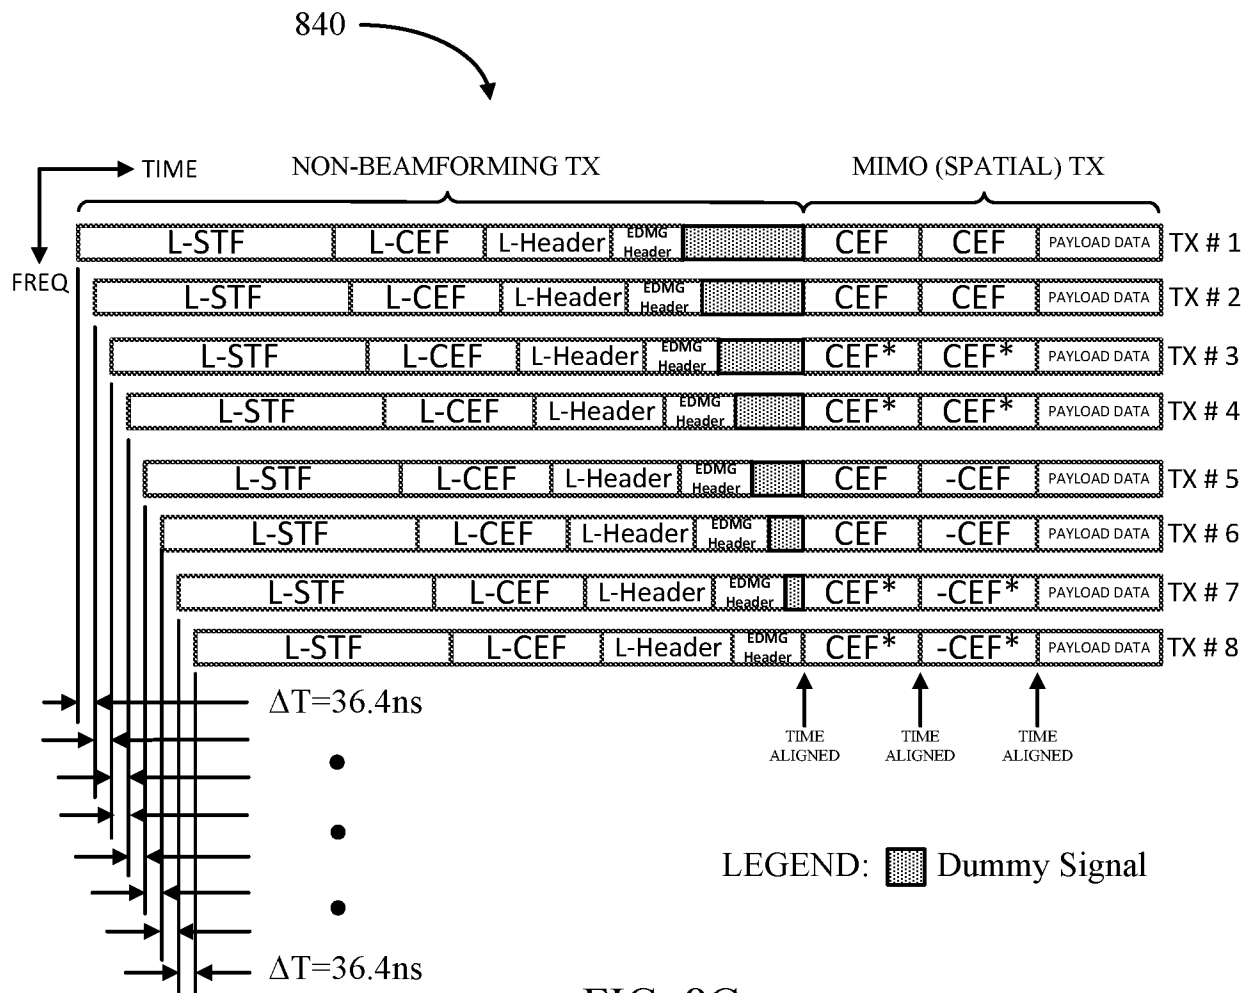 840
TIME
NON-BEAMFORMING TX
MIMO (SPATIAL) TX
FREQ
L-STF L-CEF L-Header EDMG Header CEF CEF PAYLOAD DATA TX # 1
L-STF L-CEF L-Header EDMG Header CEF CEF PAYLOAD DATA TX # 2
L-STF L-CEF L-Header EDMG Header CEF* CEF* PAYLOAD DATA TX # 3
L-STF L-CEF L-Header EDMG Header CEF* CEF* PAYLOAD DATA TX # 4
L-STF L-CEF L-Header EDMG Header CEF -CEF PAYLOAD DATA TX # 5
L-STF L-CEF L-Header EDMG Header CEF -CEF PAYLOAD DATA TX # 6
L-STF L-CEF L-Header EDMG Header CEF* -CEF* PAYLOAD DATA TX # 7
L-STF L-CEF L-Header EDMG Header CEF* -CEF* PAYLOAD DATA TX # 8
ΔT=36.4ns
TIME ALIGNED
TIME ALIGNED
TIME ALIGNED
LEGEND: Dummy Signal
ΔT=36.4ns